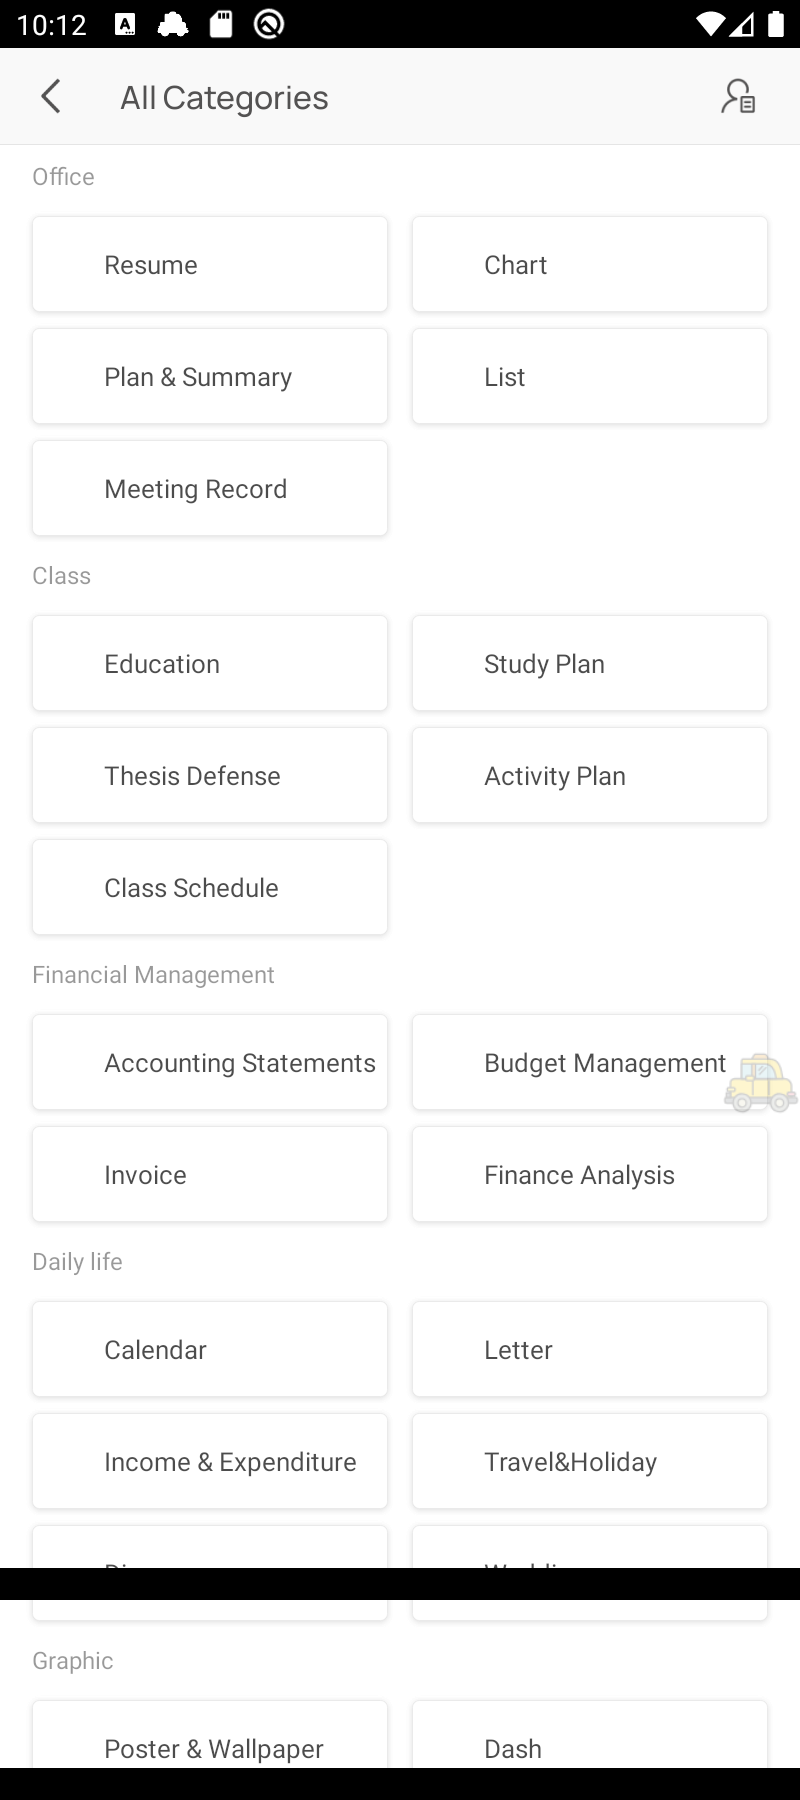 10:12
All Categories
Office
Resume
Chart
Plan & Summary
List
Meeting Record
Class
Education
Study Plan
Thesis Defense
Activity Plan
Class Schedule
Financial Management
Accounting Statements
Budget Management
Invoice
Finance Analysis
Daily life
Calendar
Letter
Income & Expenditure
Travel&Holiday
Graphic
Poster & Wallpaper
Dash